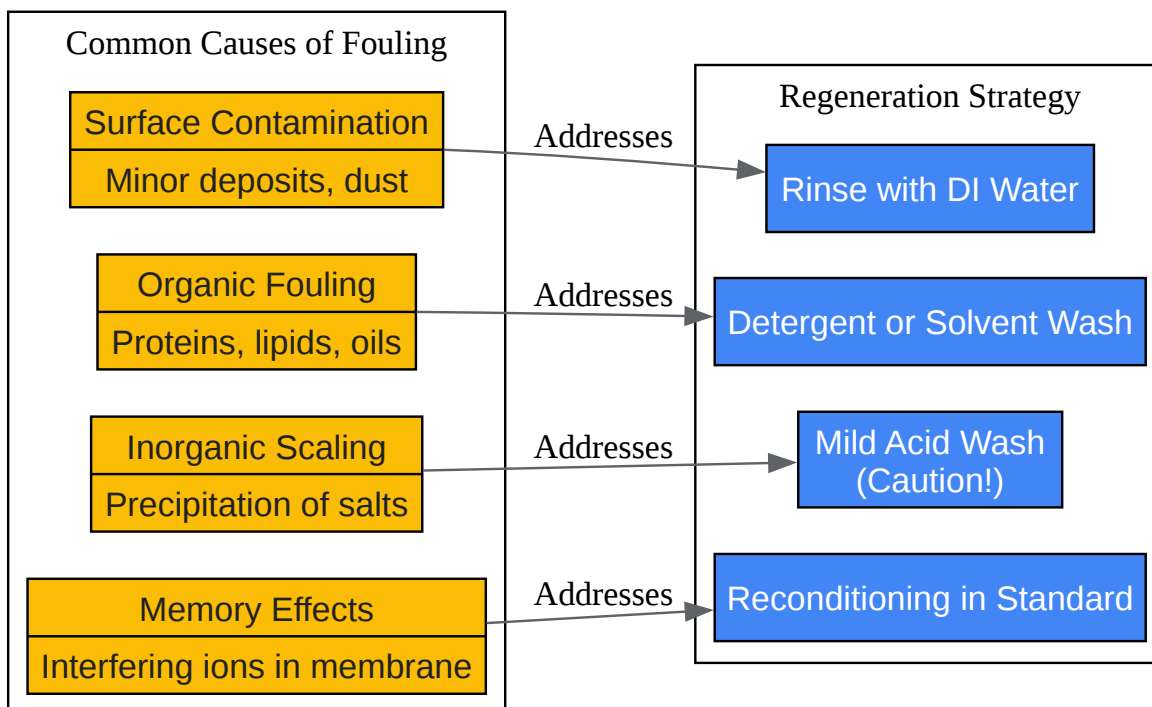 Common Causes of Fouling
Surface Contamination
Minor deposits, dust
Organic Fouling
Proteins, lipids, oils
Inorganic Scaling
Precipitation of salts
Memory Effects
Interfering ions in membrane
Addresses
Addresses
Addresses
Addresses
Regeneration Strategy
Rinse with DI Water
Detergent or Solvent Wash
Mild Acid Wash
(Caution!)
Reconditioning in Standard